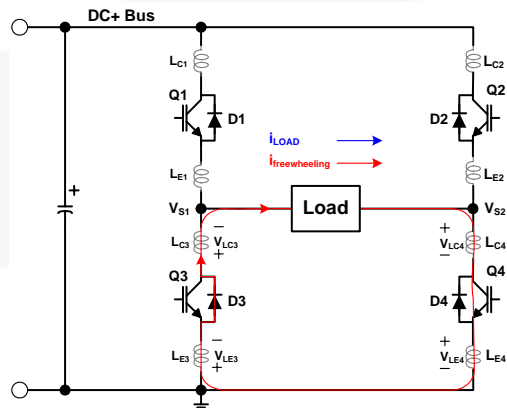 DC+ Bus
LC1
LC2
Q1
Q2
D1
D2
iLOAD
ifreewheeling
LE1
LE2
VS1
Load
VS2
− +
LC3 VLC3 VLC4 LC4
+ −
Q3
Q4
D3
D4
− +
LE3 VLE3 VLE4 LE4
+ −
+